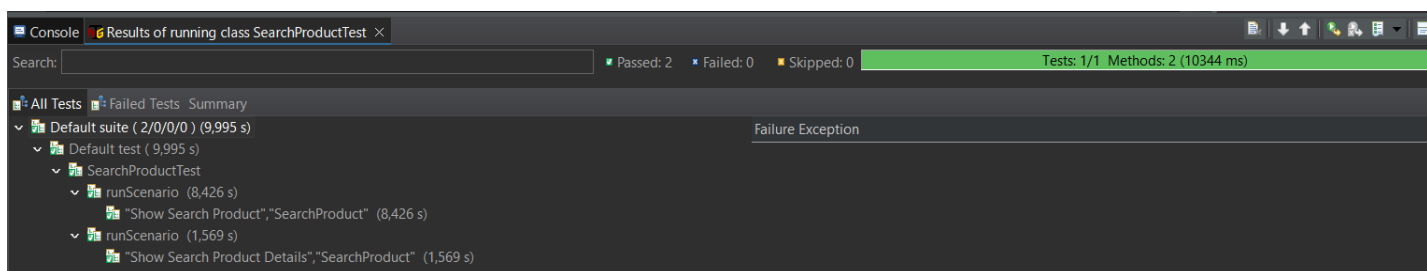 Console Results of running class SearchProductTest
Search: Passed: 2 Failed: 0 Skipped: 0 Tests: 1/1 Methods: 2 (10344 ms)
All Tests Failed Tests Summary
Default suite ( 2/0/0/0 ) (9,995 s) Failure Exception
Default test ( 9,995 s)
SearchProductTest
runScenario (8,426 s)
"Show Search Product","SearchProduct" (8,426 s)
runScenario (1,569 s)
"Show Search Product Details","SearchProduct" (1,569 s)